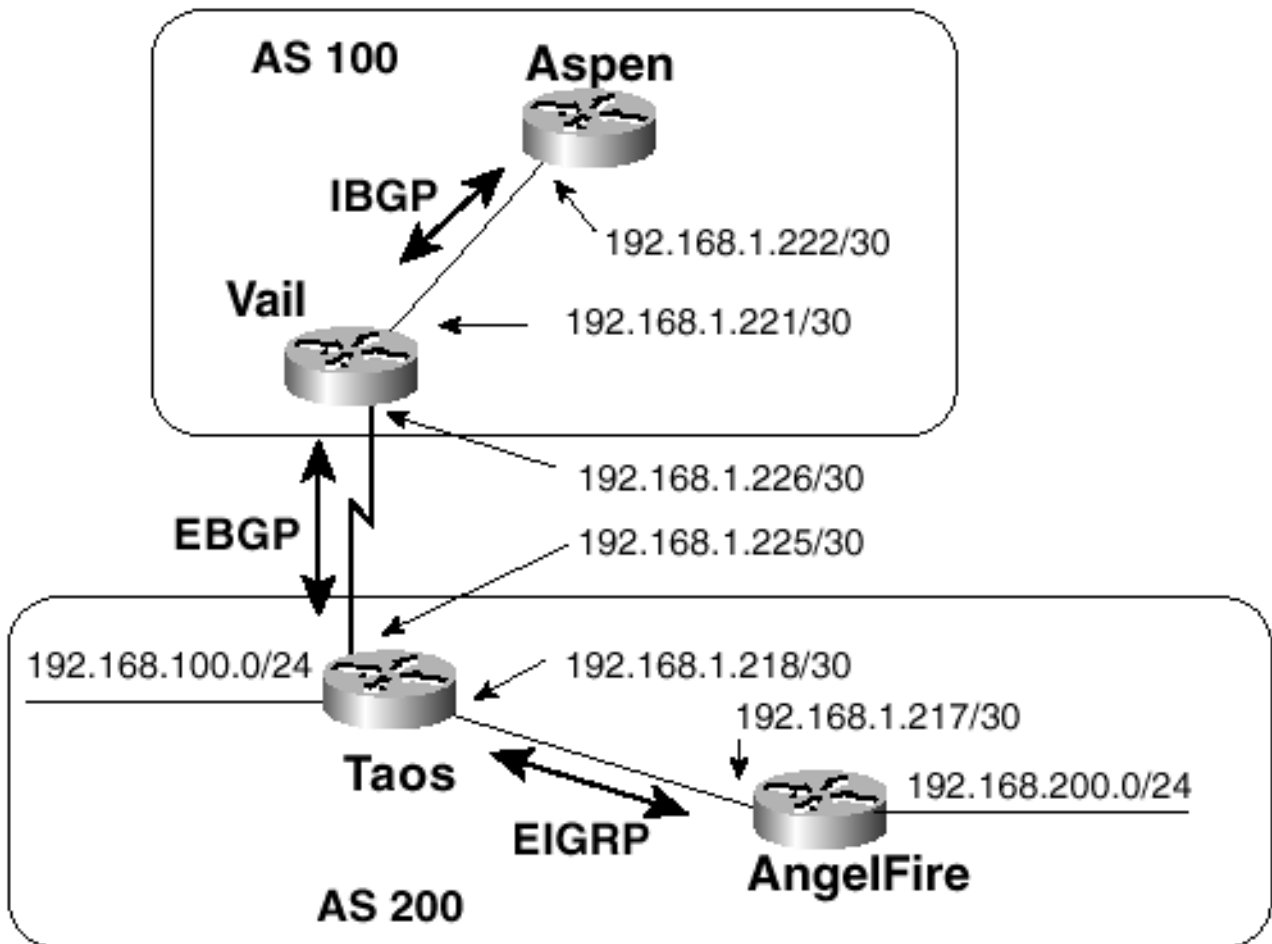 AS 100
Aspen
IBGP
192.168.1.222/30
Vail
192.168.1.221/30
192.168.1.226/30
EBGP
192.168.1.225/30
192.168.100.0/24
192.168.1.218/30
192.168.1.217/30
Taos
192.168.200.0/24
EIGRP
AngelFire
AS 200